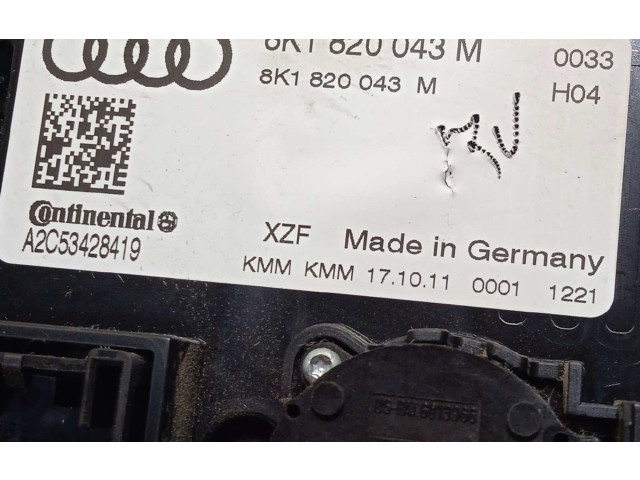 8K1 820 043 M 0033
8K1 820 043 M H04
Continental
A2C53428419
XZF Made in Germany
KMM KMM 17.10.11 0001 1221